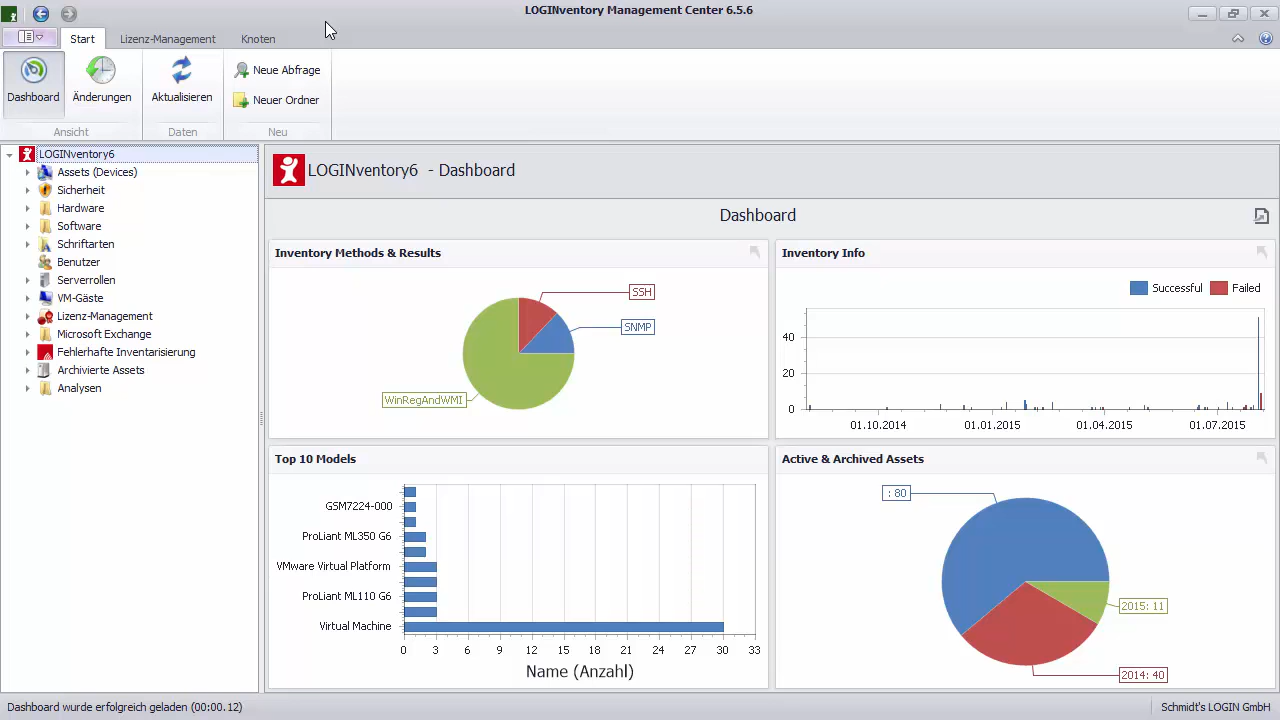 LOGINventory Management Center 6.5.6
Start
Lizenz-Management
Knoten
Dashboard
Änderungen
Aktualisieren
Neue Abfrage
Neuer Ordner
Ansicht
Daten
Neu
LOGINventory6
Assets (Devices)
Sicherheit
Hardware
Software
Schriftarten
Benutzer
Serverrollen
VM-Gäste
Lizenz-Management
Microsoft Exchange
Fehlerhafte Inventarisierung
Archivierte Assets
Analysen
LOGINventory6 - Dashboard
Dashboard
Inventory Methods & Results
SSH
SNMP
WinRegAndWMI
Inventory Info
Successful
Failed
40
20
0
01.10.2014
01.01.2015
01.04.2015
01.07.2015
Top 10 Models
GSM7224-000
ProLiant ML350 G6
VMware Virtual Platform
ProLiant ML110 G6
Virtual Machine
0 3 6 9 12 15 18 21 24 27 30 33
Name (Anzahl)
Active & Archived Assets
: 80
2015: 11
2014: 40
Dashboard wurde erfolgreich geladen (00:00.12)
Schmidt's LOGIN GmbH